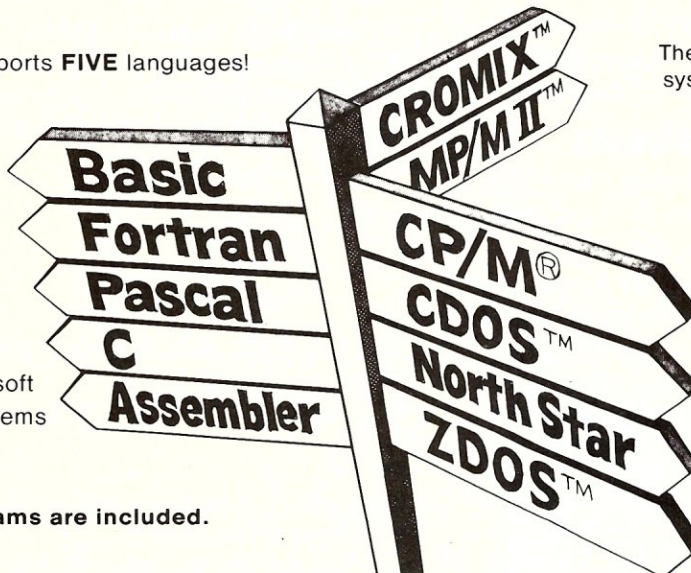 ports FIVE languages!
The
sys
CROMIX™
MP/M II™
Basic
Fortran
Pascal
C
Assembler
CP/M®
CDOS™
North Star
ZDOS™
soft
ems
ams are included.